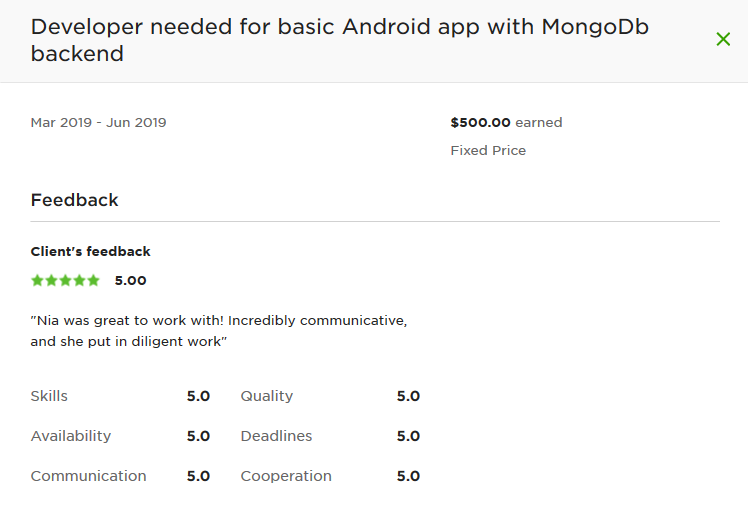 Developer needed for basic Android app with MongoDb
backend
Mar 2019 - Jun 2019
$500.00 earned
Fixed Price
Feedback
Client's feedback
5.00
"Nia was great to work with! Incredibly communicative,
and she put in diligent work"
Skills 5.0 Quality 5.0
Availability 5.0 Deadlines 5.0
Communication 5.0 Cooperation 5.0